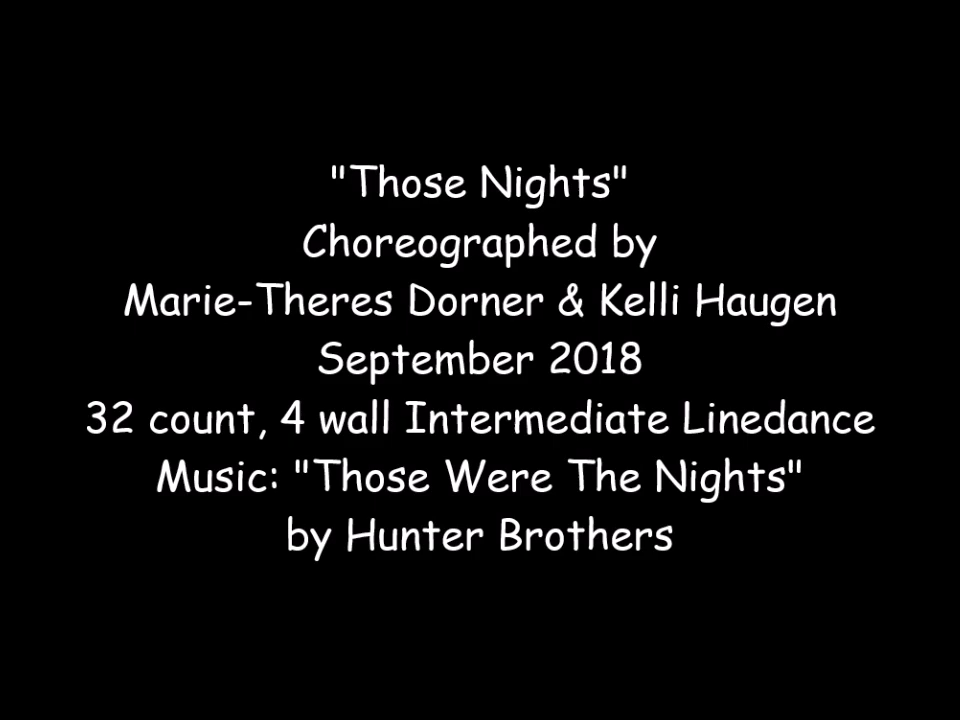 "Those Nights"
Choreographed by
Marie-Theres Dorner & Kelli Haugen
September 2018
32 count, 4 wall Intermediate Linedance
Music: "Those Were The Nights"
by Hunter Brothers